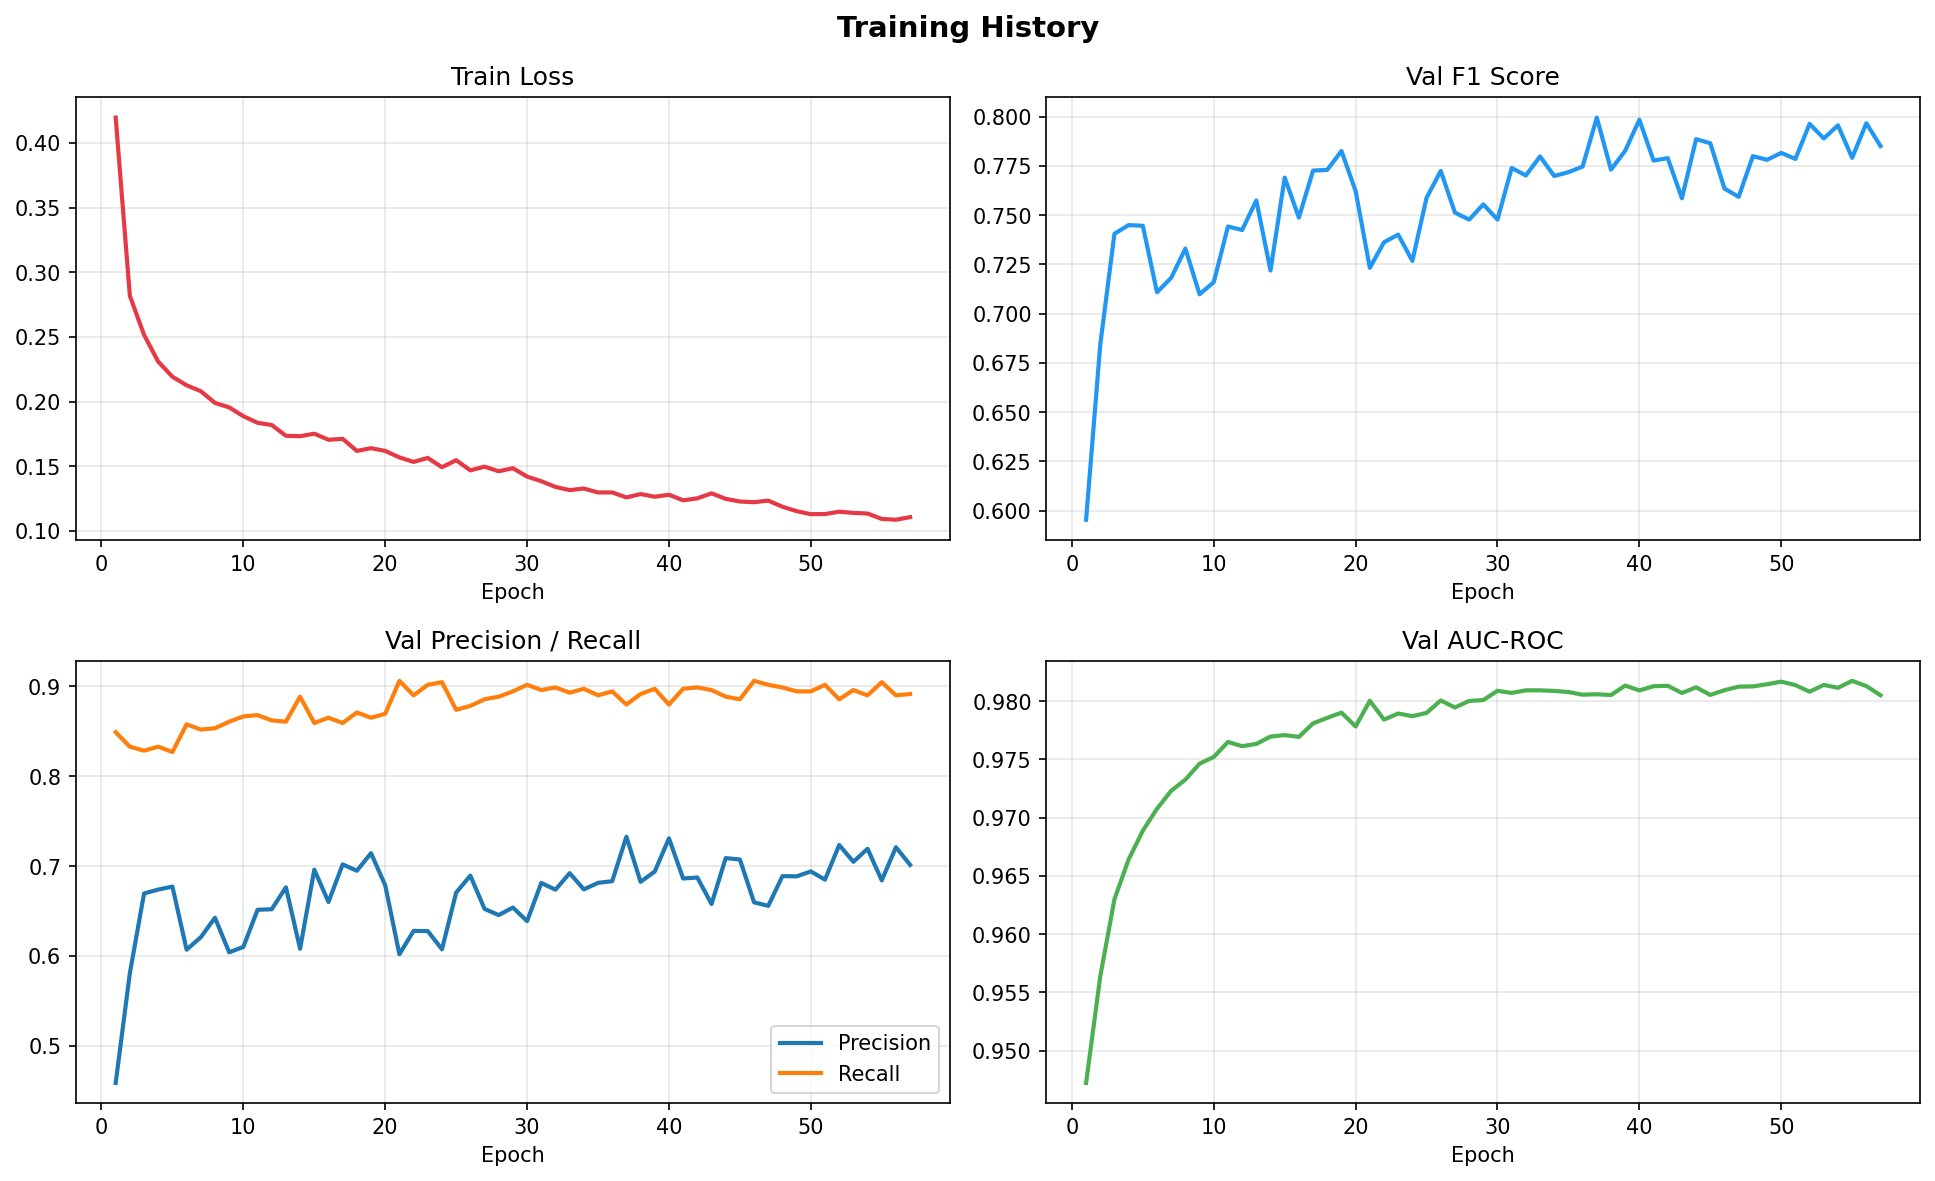 Training History
Train Loss
0.40
0.35
0.30
0.25
0.20
0.15
0.10
0 10 20 30 40 50
Epoch
Val F1 Score
0.800
0.775
0.750
0.725
0.700
0.675
0.650
0.625
0.600
0 10 20 30 40 50
Epoch
Val Precision / Recall
0.9
0.8
0.7
0.6
0.5
Precision
Recall
0 10 20 30 40 50
Epoch
Val AUC-ROC
0.980
0.975
0.970
0.965
0.960
0.955
0.950
0 10 20 30 40 50
Epoch